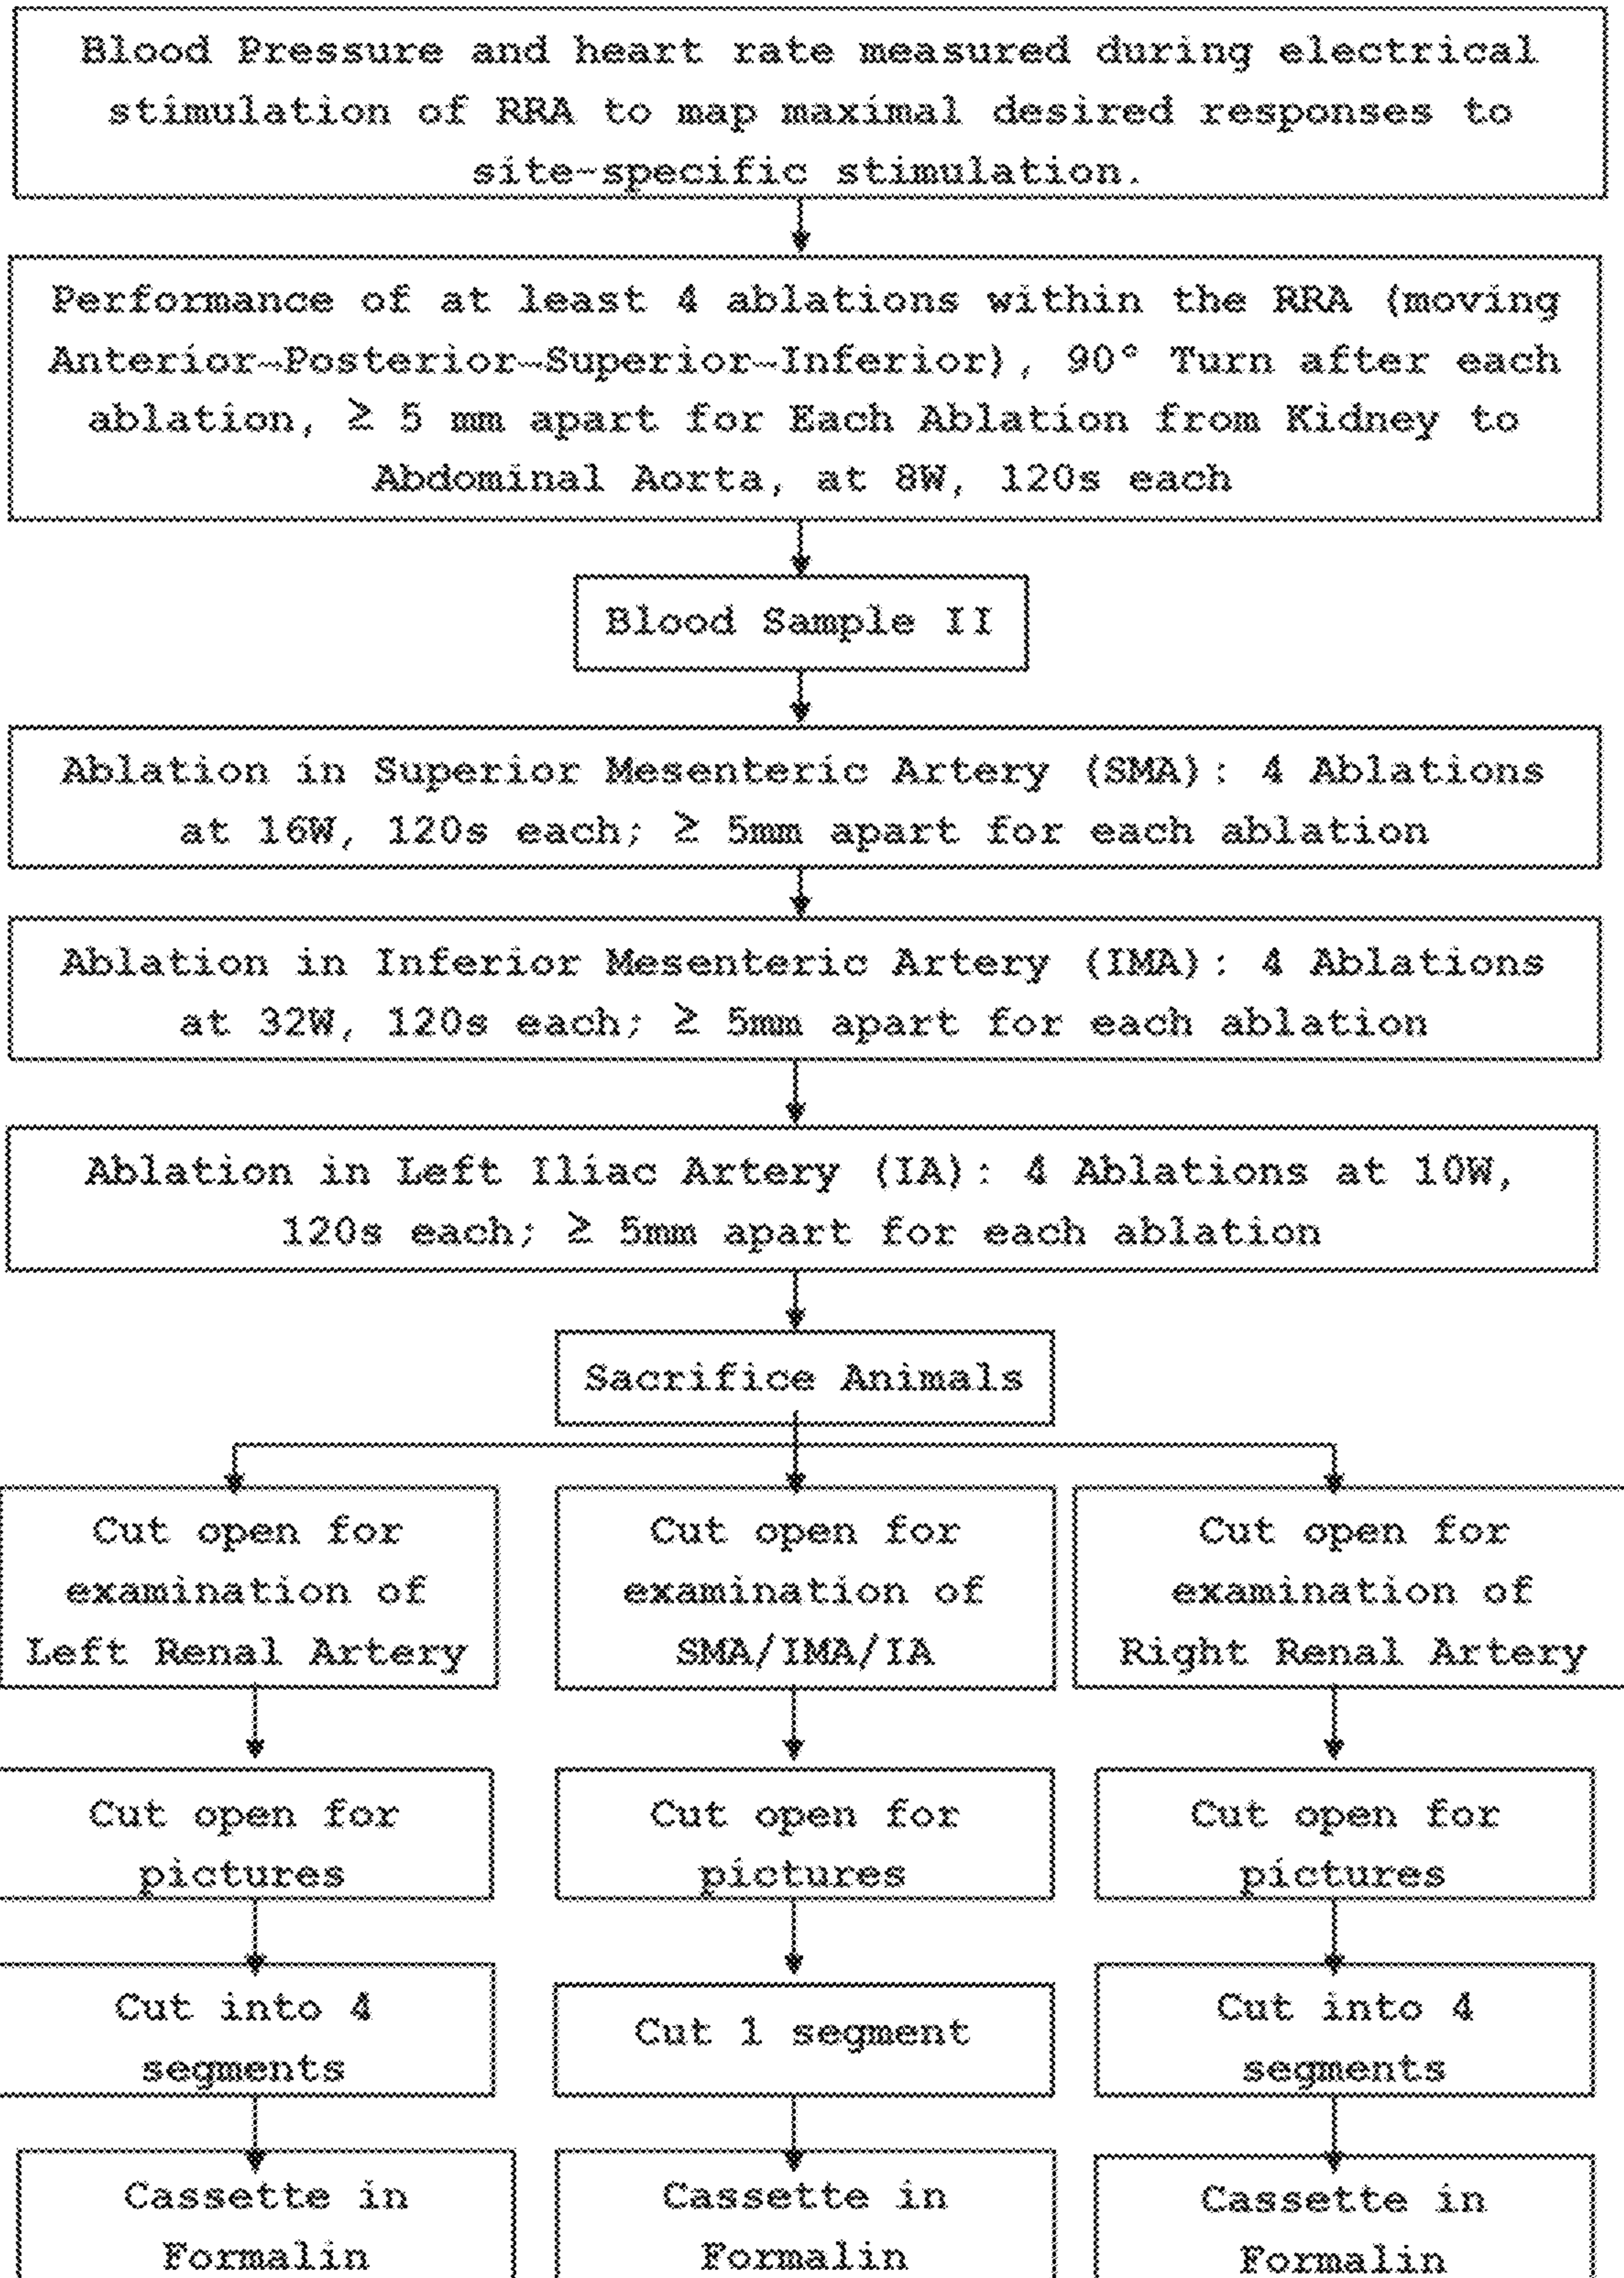 Blood Pressure and heart rate measured during electrical
stimulation of RRA to map maximal desired responses to
site-specific stimulation.
Performance of at least 4 ablations within the RRA (moving
Anterior-Posterior-Superior-Inferior), 90° Turn after each
ablation, ≥ 5 mm apart for Each Ablation from Kidney to
Abdominal Aorta, at 8W, 120s each
Blood Sample II
Ablation in Superior Mesenteric Artery (SMA): 4 Ablations
at 16W, 120s each; ≥ 5mm apart for each ablation
Ablation in Inferior Mesenteric Artery (IMA): 4 Ablations
at 32W, 120s each; ≥ 5mm apart for each ablation
Ablation in Left Iliac Artery (IA): 4 Ablations at 10W,
120s each; ≥ 5mm apart for each ablation
Sacrifice Animals
Cut open for
examination of
Left Renal Artery
Cut open for
examination of
SMA/IMA/IA
Cut open for
examination of
Right Renal Artery
Cut open for
pictures
Cut open for
pictures
Cut open for
pictures
Cut into 4
segments
Cut 1 segment
Cut into 4
segments
Cassette in
Formalin
Cassette in
Formalin
Cassette in
Formalin